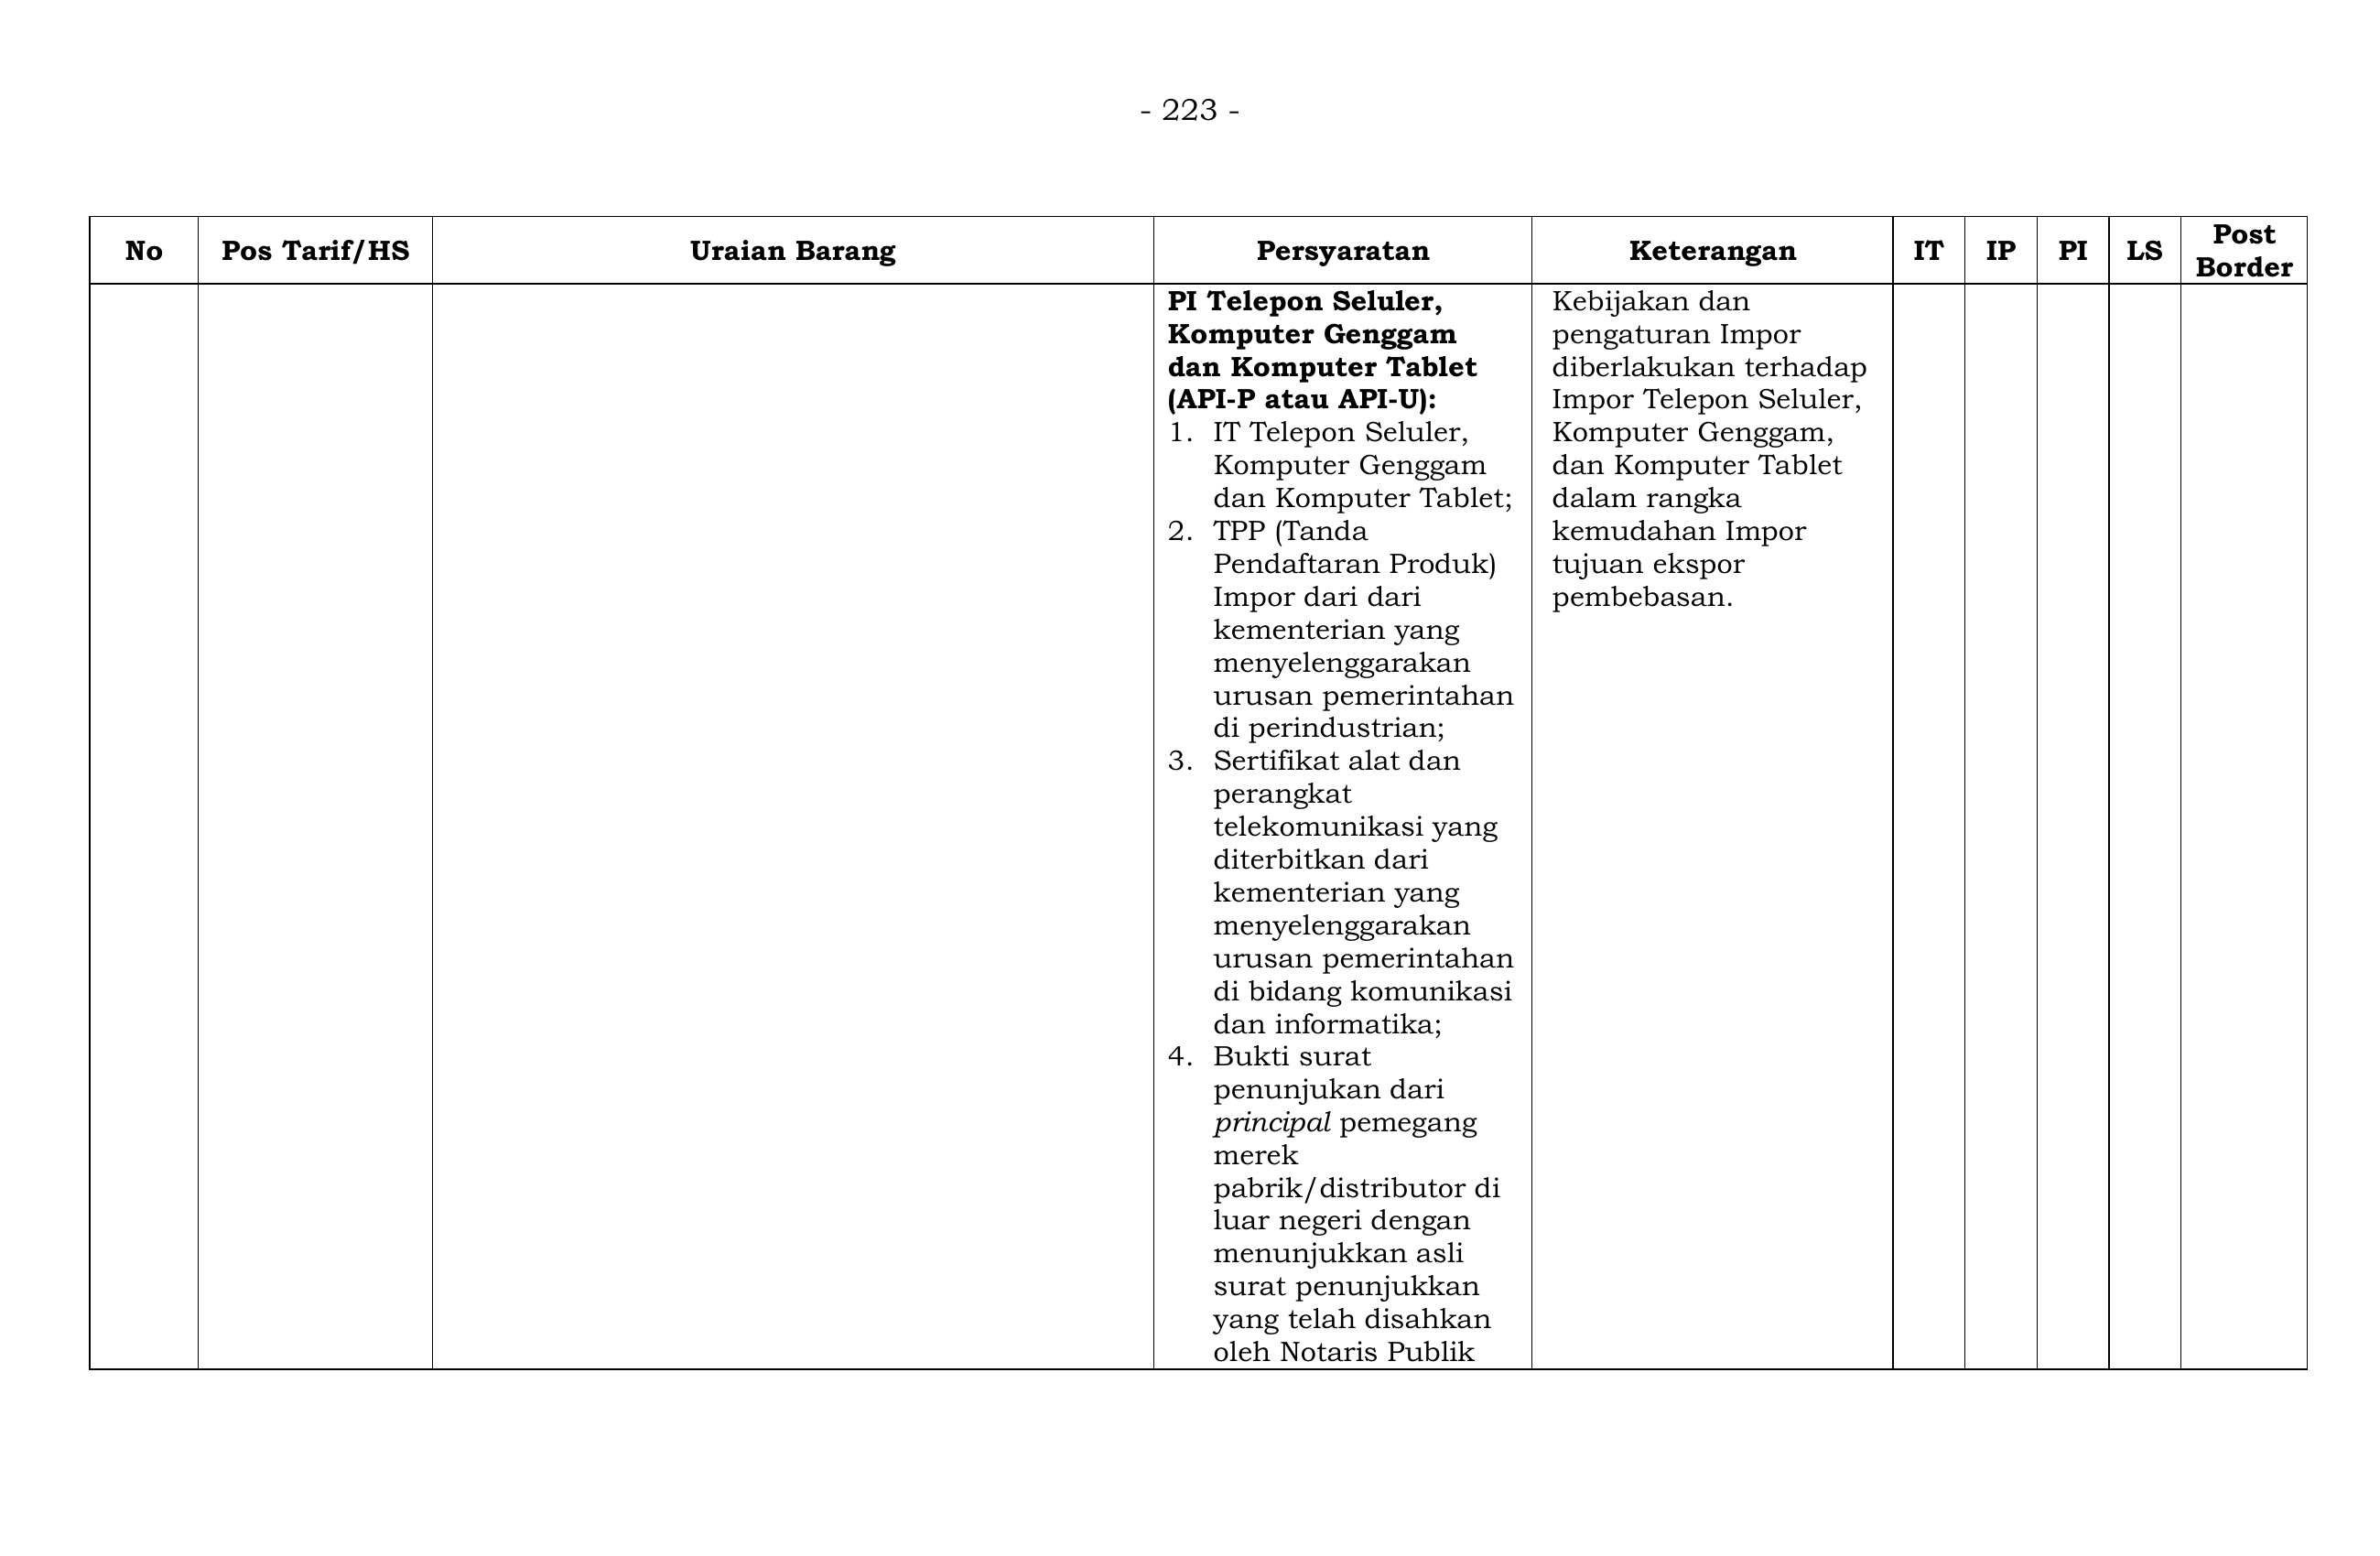 - 223 -
No Pos Tarif/HS Uraian Barang Persyaratan Keterangan IT IP PI LS Post Border
PI Telepon Seluler,
Komputer Genggam
dan Komputer Tablet
(API-P atau API-U):
1. IT Telepon Seluler,
Komputer Genggam
dan Komputer Tablet;
2. TPP (Tanda
Pendaftaran Produk)
Impor dari dari
kementerian yang
menyelenggarakan
urusan pemerintahan
di perindustrian;
3. Sertifikat alat dan
perangkat
telekomunikasi yang
diterbitkan dari
kementerian yang
menyelenggarakan
urusan pemerintahan
di bidang komunikasi
dan informatika;
4. Bukti surat
penunjukan dari
principal pemegang
merek
pabrik/distributor di
luar negeri dengan
menunjukkan asli
surat penunjukkan
yang telah disahkan
oleh Notaris Publik
Kebijakan dan
pengaturan Impor
diberlakukan terhadap
Impor Telepon Seluler,
Komputer Genggam,
dan Komputer Tablet
dalam rangka
kemudahan Impor
tujuan ekspor
pembebasan.